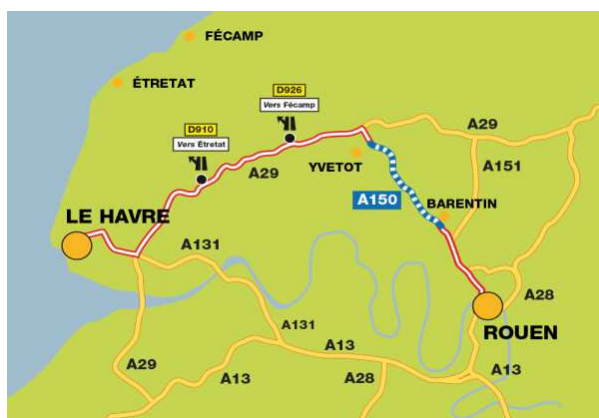 FÉCAMP
ÉTRETAT
D926
Vers Fécamp
D910
Vers Étretat
A29
A29
YVETOT
A151
A150
BARENTIN
LE HAVRE
A131
A28
ROUEN
A131
A13
A29
A13
A28
A13